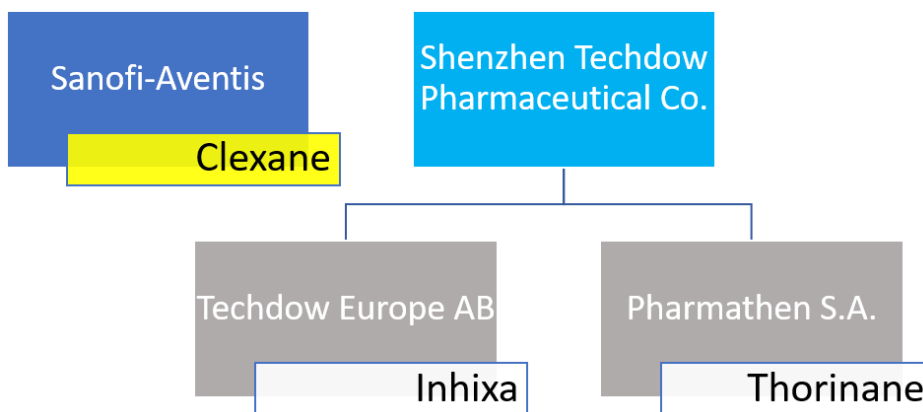 Sanofi-Aventis
Clexane
Shenzhen Techdow
Pharmaceutical Co.
Techdow Europe AB
Inhixa
Pharmathen S.A.
Thorinane